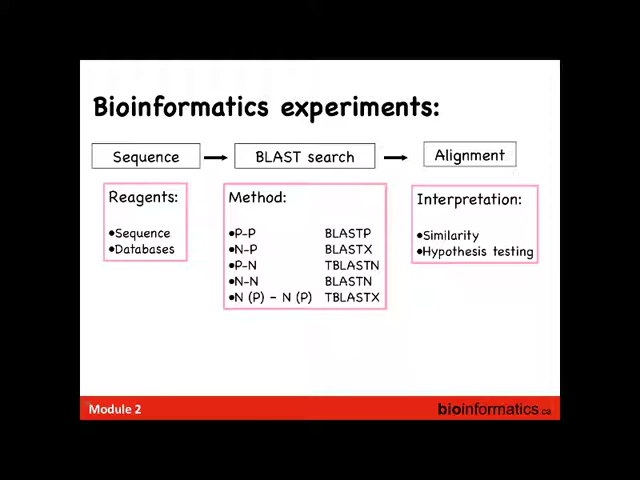 Bioinformatics experiments:
Sequence
BLAST search
Alignment
Reagents:
•Sequence
•Databases
Method:
•P-P BLASTP
•N-P BLASTX
•P-N TBLASTN
•N-N BLASTN
•N (P) – N (P) TBLASTX
Interpretation:
•Similarity
•Hypothesis testing
Module 2
bioinformatics.ca